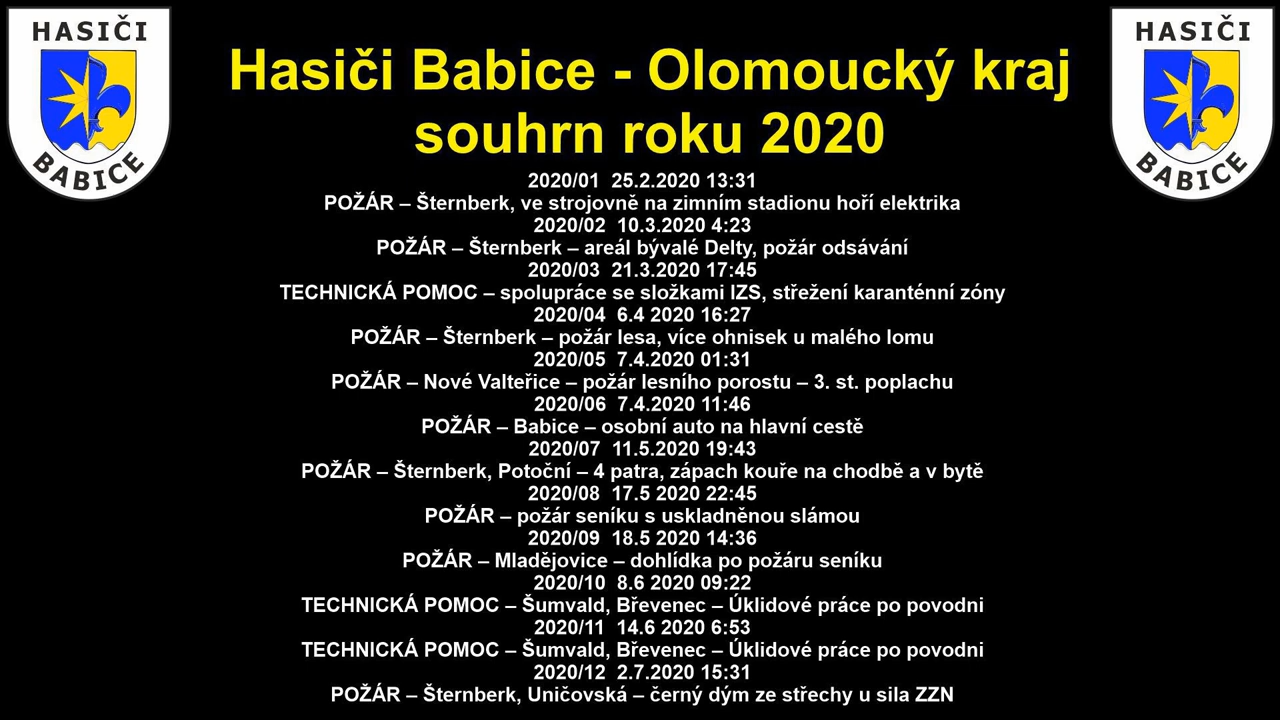 HASIČI
BABICE
HASIČI
BABICE
Hasiči Babice - Olomoucký kraj
souhrn roku 2020
2020/01  25.2.2020 13:31
POŽÁR – Šternberk, ve strojovně na zimním stadionu hoří elektrika
2020/02  10.3.2020 4:23
POŽÁR – Šternberk – areál bývalé Delty, požár odsávání
2020/03  21.3.2020 17:45
TECHNICKÁ POMOC – spolupráce se složkami IZS, střežení karanténní zóny
2020/04  6.4 2020 16:27
POŽÁR – Šternberk – požár lesa, více ohnisek u malého lomu
2020/05  7.4.2020 01:31
POŽÁR – Nové Valteřice – požár lesního porostu – 3. st. poplachu
2020/06  7.4.2020 11:46
POŽÁR – Babice – osobní auto na hlavní cestě
2020/07  11.5.2020 19:43
POŽÁR – Šternberk, Potoční – 4 patra, zápach kouře na chodbě a v bytě
2020/08  17.5 2020 22:45
POŽÁR – požár seníku s uskladněnou slámou
2020/09  18.5 2020 14:36
POŽÁR – Mladějovice – dohlídka po požáru seníku
2020/10  8.6 2020 09:22
TECHNICKÁ POMOC – Šumvald, Břevenec – Úklidové práce po povodni
2020/11  14.6 2020 6:53
TECHNICKÁ POMOC – Šumvald, Břevenec – Úklidové práce po povodni
2020/12  2.7.2020 15:31
POŽÁR – Šternberk, Uničovská – černý dým ze střechy u sila ZZN